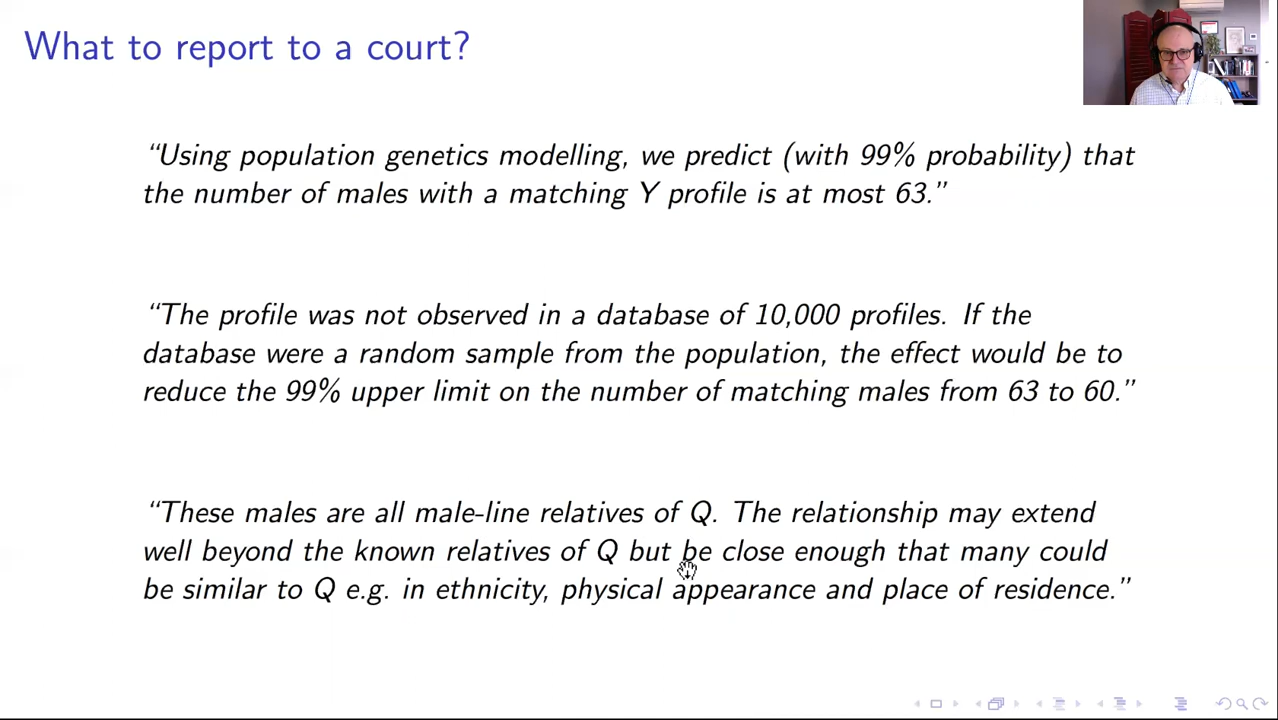 What to report to a court?
“Using population genetics modelling, we predict (with 99% probability) that
the number of males with a matching Y profile is at most 63.”
“The profile was not observed in a database of 10,000 profiles. If the
database were a random sample from the population, the effect would be to
reduce the 99% upper limit on the number of matching males from 63 to 60.”
“These males are all male-line relatives of Q. The relationship may extend
well beyond the known relatives of Q but be close enough that many could
be similar to Q e.g. in ethnicity, physical appearance and place of residence.”